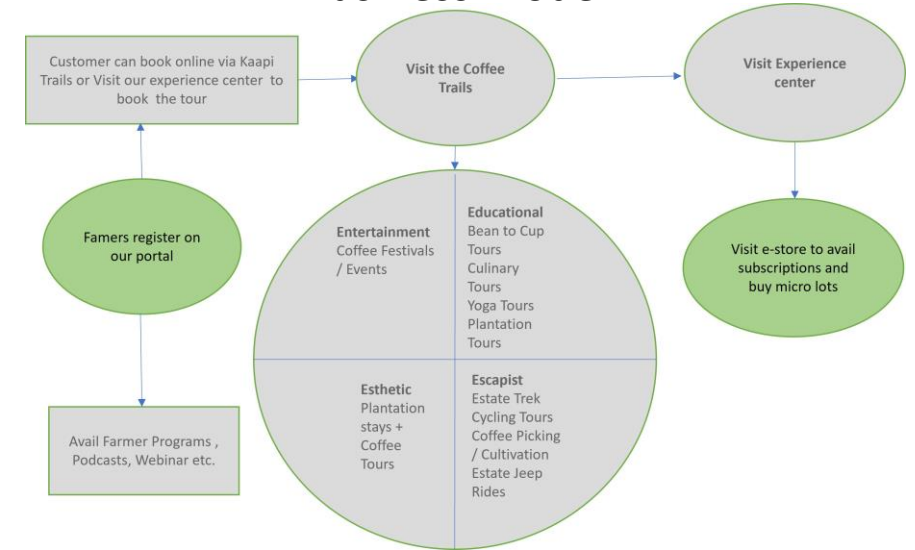 Customer can book online via Kaapi
Trails or Visit our experience center to
book the tour
Visit the Coffee
Trails
Visit Experience
center
Famers register on
our portal
Entertainment
Coffee Festivals
/ Events
Educational
Bean to Cup
Tours
Culinary
Tours
Yoga Tours
Plantation
Tours
Visit e-store to avail
subscriptions and
buy micro lots
Esthetic
Plantation
stays +
Coffee
Tours
Escapist
Estate Trek
Cycling Tours
Coffee Picking
/ Cultivation
Estate Jeep
Rides
Avail Farmer Programs ,
Podcasts, Webinar etc.